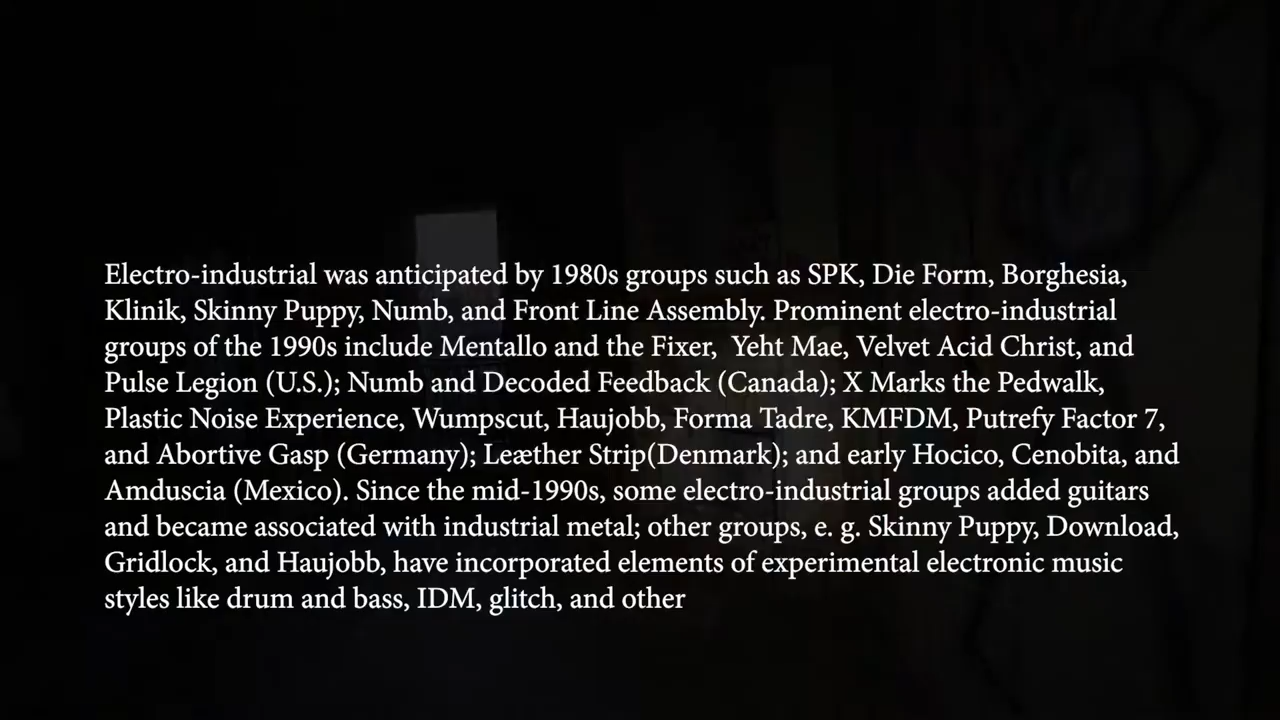 Electro-industrial was anticipated by 1980s groups such as SPK, Die Form, Borghesia,
Klinik, Skinny Puppy, Numb, and Front Line Assembly. Prominent electro-industrial
groups of the 1990s include Mentallo and the Fixer,  Yeht Mae, Velvet Acid Christ, and
Pulse Legion (U.S.); Numb and Decoded Feedback (Canada); X Marks the Pedwalk,
Plastic Noise Experience, Wumpscut, Haujobb, Forma Tadre, KMFDM, Putrefy Factor 7,
and Abortive Gasp (Germany); Leæther Strip(Denmark); and early Hocico, Cenobita, and
Amduscia (Mexico). Since the mid-1990s, some electro-industrial groups added guitars
and became associated with industrial metal; other groups, e. g. Skinny Puppy, Download,
Gridlock, and Haujobb, have incorporated elements of experimental electronic music
styles like drum and bass, IDM, glitch, and other